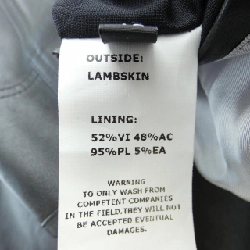 OUTSIDE:
LAMBSKIN
LINING:
52%VI 48%AC
95%PL 5%EA
WARNING
TO ONLY WASH FROM
COMPETENT COMPANIES
IN THE FIELD. THEY WILL NOT
BE ACCEPTED EVENTUAL
DAMAGES.